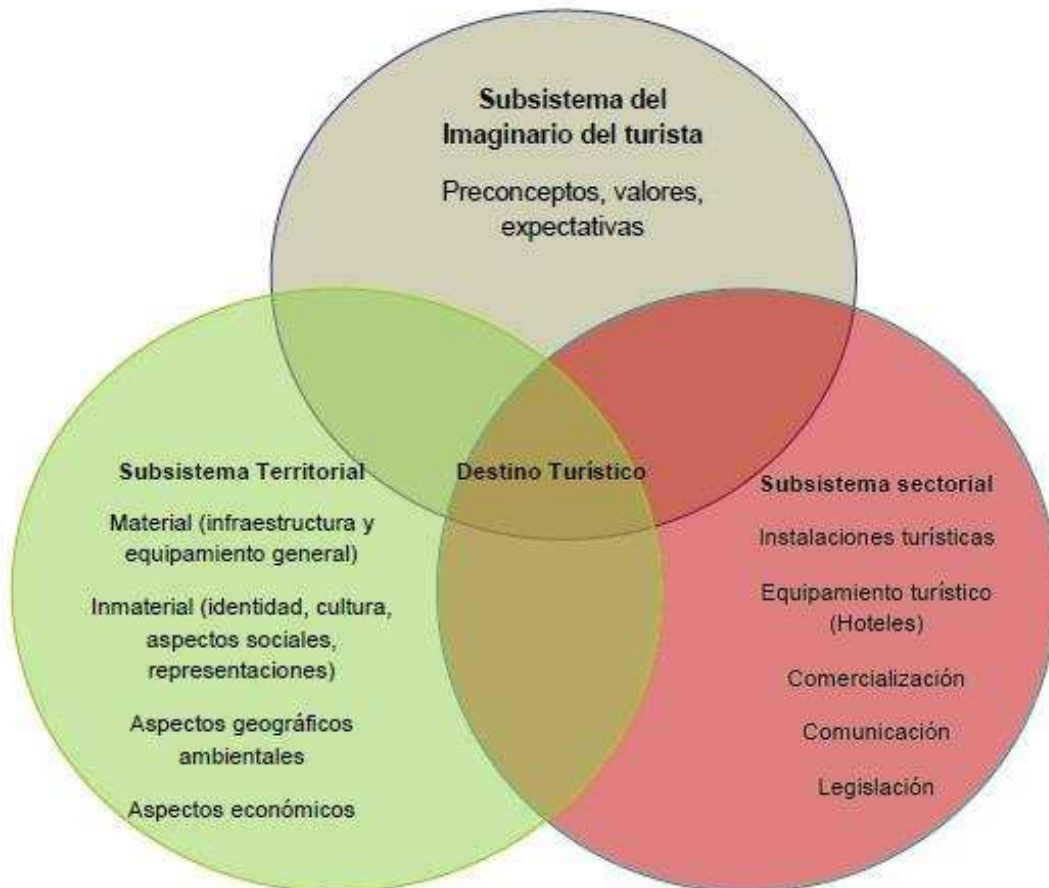 Subsistema del
Imaginario del turista
Preconceptos, valores,
expectativas
Subsistema Territorial
Material (infraestructura y
equipamiento general)
Inmaterial (identidad, cultura,
aspectos sociales,
representaciones)
Aspectos geográficos
ambientales
Aspectos económicos
Destino Turístico
Subsistema sectorial
Instalaciones turísticas
Equipamiento turístico
(Hoteles)
Comercialización
Comunicación
Legislación